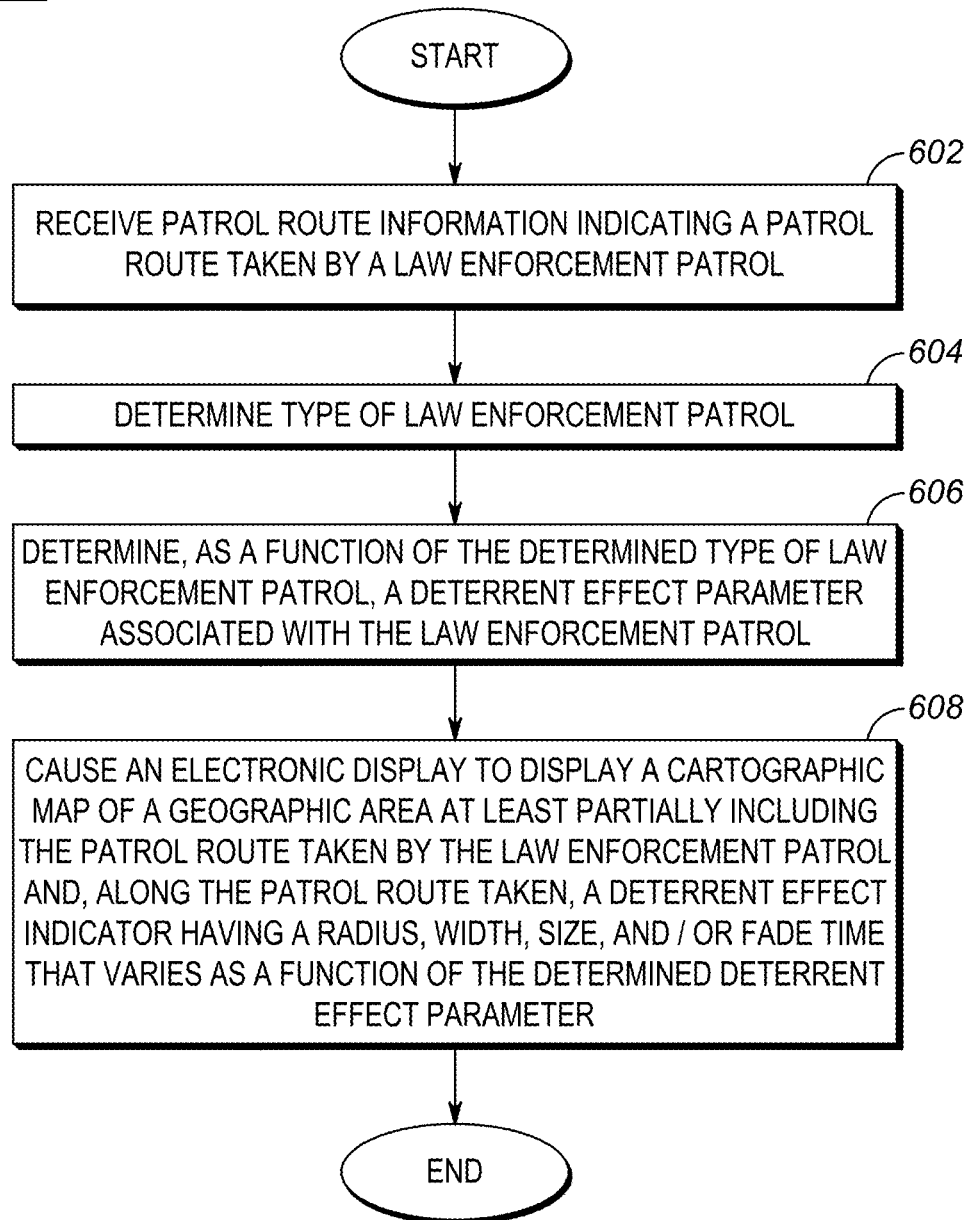 START
602
RECEIVE PATROL ROUTE INFORMATION INDICATING A PATROL
ROUTE TAKEN BY A LAW ENFORCEMENT PATROL
604
DETERMINE TYPE OF LAW ENFORCEMENT PATROL
606
DETERMINE, AS A FUNCTION OF THE DETERMINED TYPE OF LAW
ENFORCEMENT PATROL, A DETERRENT EFFECT PARAMETER
ASSOCIATED WITH THE LAW ENFORCEMENT PATROL
608
CAUSE AN ELECTRONIC DISPLAY TO DISPLAY A CARTOGRAPHIC
MAP OF A GEOGRAPHIC AREA AT LEAST PARTIALLY INCLUDING
THE PATROL ROUTE TAKEN BY THE LAW ENFORCEMENT PATROL
AND, ALONG THE PATROL ROUTE TAKEN, A DETERRENT EFFECT
INDICATOR HAVING A RADIUS, WIDTH, SIZE, AND / OR FADE TIME
THAT VARIES AS A FUNCTION OF THE DETERMINED DETERRENT
EFFECT PARAMETER
END